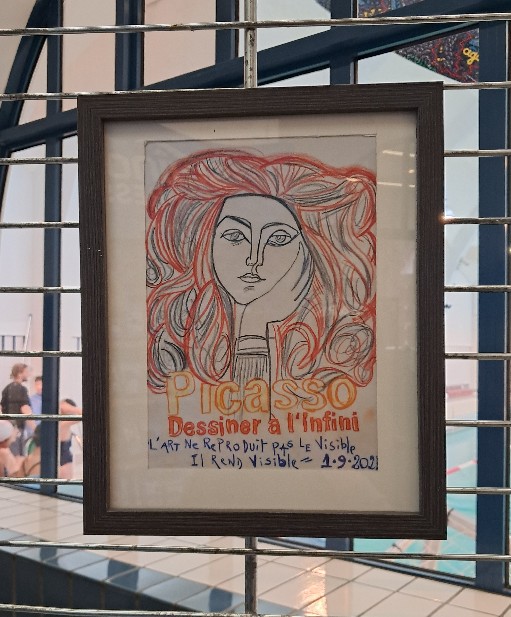 Picasso
Dessiner à l'infini
L'ART Ne RePRODuit pAs Le Visible
Il ReND Visible = 1.9.2021